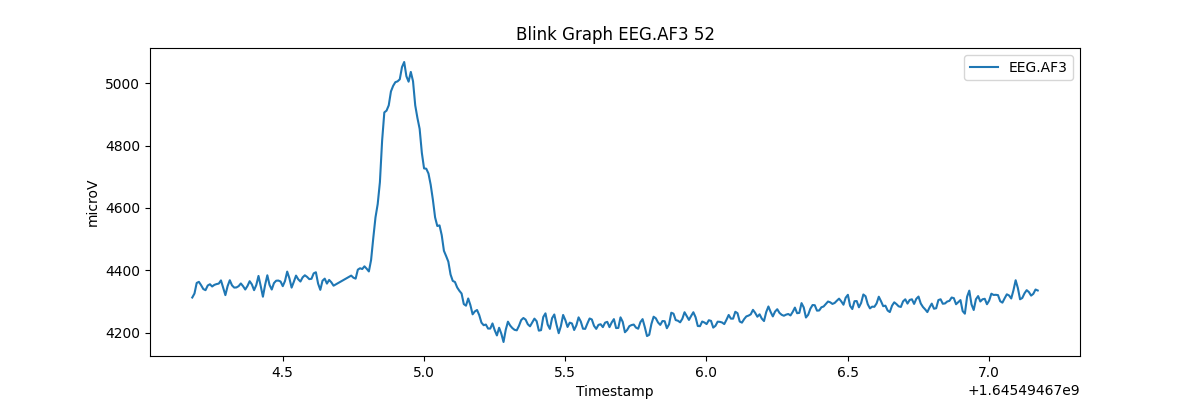 Blink Graph EEG.AF3 52
EEG.AF3
5000
4800
4600
4400
4200
microV
4.5 5.0 5.5 6.0 6.5 7.0
Timestamp
+1.64549467e9